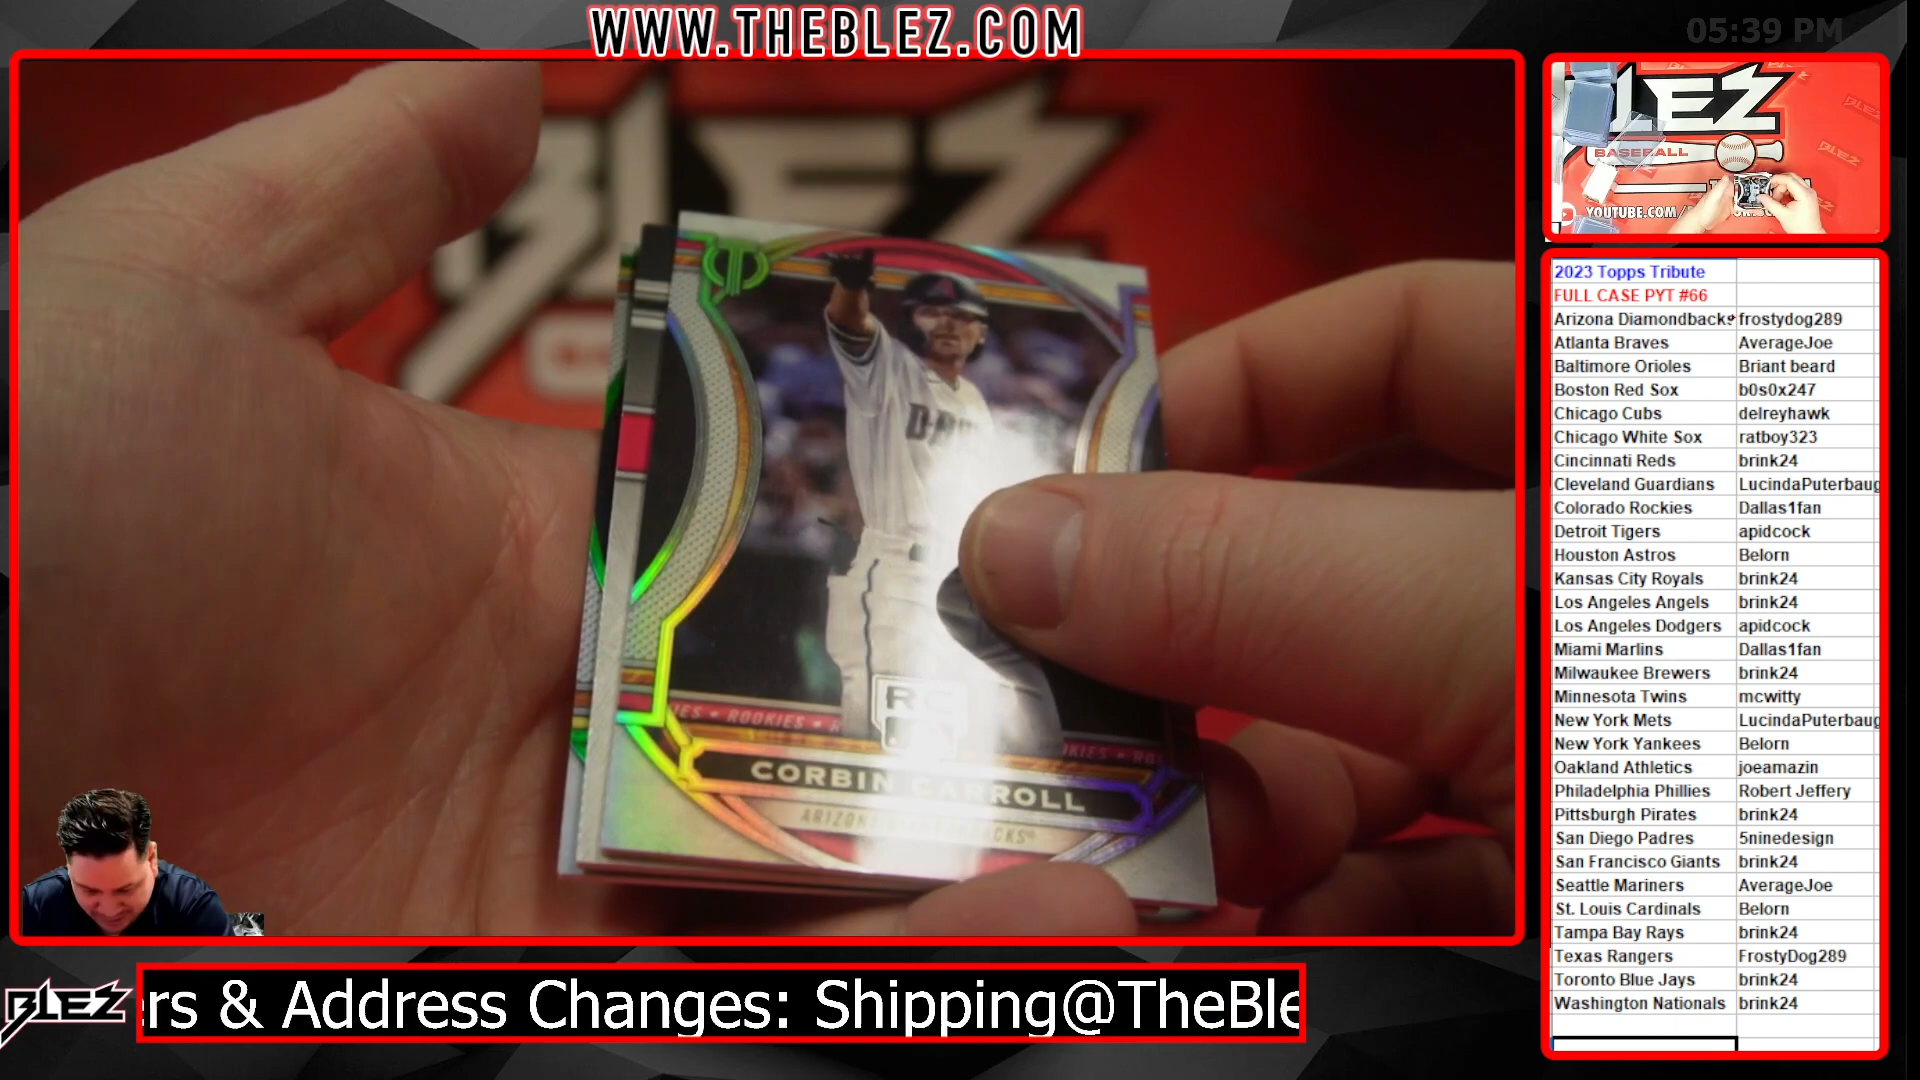 WWW.THEBLEZ.COM
05:39 PM
BLEZ
LEZ
BASEBALL
BLEZ
YOUTUBE.COM/
RC
ROOKIES
CORBIN CARROLL
2023 Topps Tribute
FULL CASE PYT #66
Arizona Diamondbacks frostydog289
Atlanta Braves AverageJoe
Baltimore Orioles Briant beard
Boston Red Sox b0s0x247
Chicago Cubs delreyhawk
Chicago White Sox ratboy323
Cincinnati Reds brink24
Cleveland Guardians LucindaPuterbaug
Colorado Rockies Dallas1fan
Detroit Tigers apidcock
Houston Astros Belorn
Kansas City Royals brink24
Los Angeles Angels brink24
Los Angeles Dodgers apidcock
Miami Marlins Dallas1fan
Milwaukee Brewers brink24
Minnesota Twins mcwitty
New York Mets LucindaPuterbaug
New York Yankees Belorn
Oakland Athletics joeamazin
Philadelphia Phillies Robert Jeffery
Pittsburgh Pirates brink24
San Diego Padres 5ninedesign
San Francisco Giants brink24
Seattle Mariners AverageJoe
St. Louis Cardinals Belorn
Tampa Bay Rays brink24
Texas Rangers FrostyDog289
Toronto Blue Jays brink24
Washington Nationals brink24
BLEZ
rs & Address Changes: Shipping@TheBle